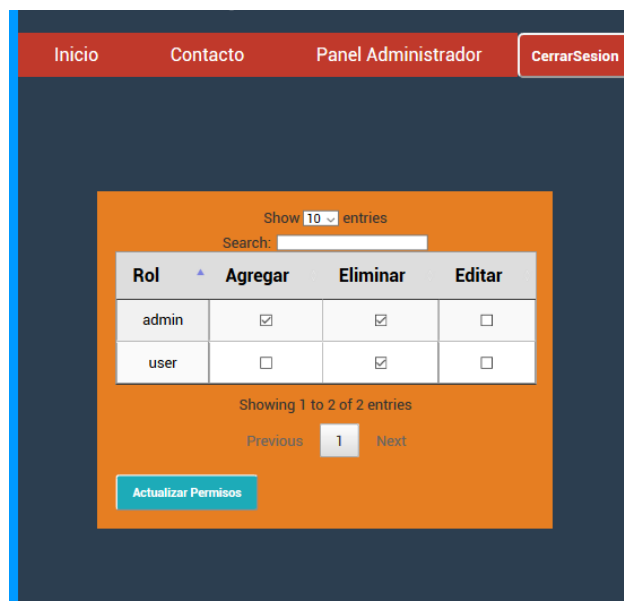 Inicio Contacto Panel Administrador CerrarSesion
Show 10 entries
Search:
Rol Agregar Eliminar Editar
admin
user
Showing 1 to 2 of 2 entries
Previous 1 Next
Actualizar Permisos